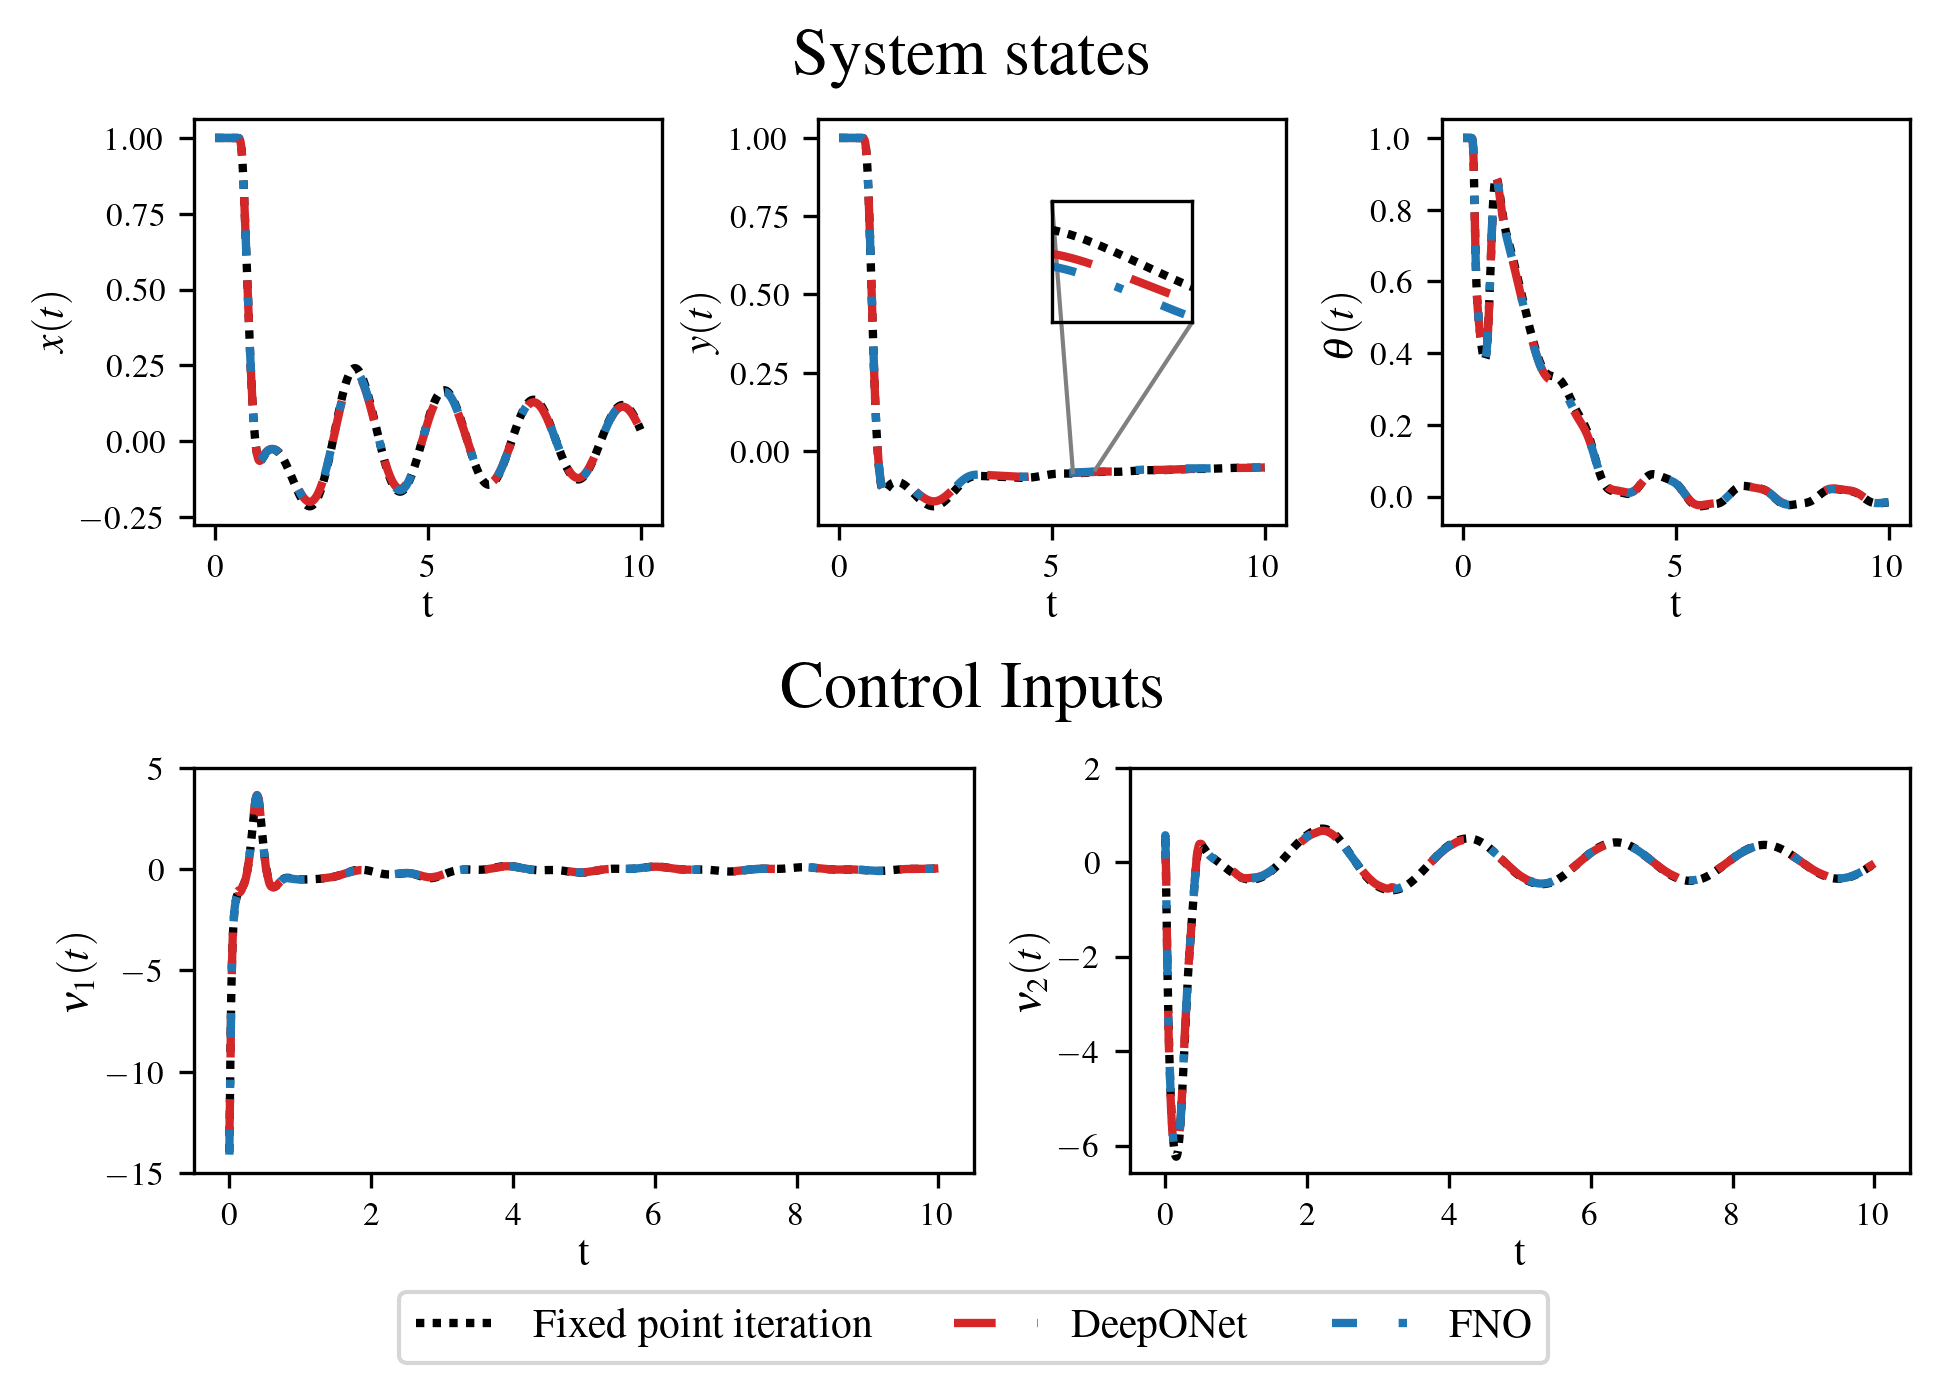 System states
x(t)
1.00
0.75
0.50
0.25
0.00
−0.25
0 5 10
t
y(t)
1.00
0.75
0.50
0.25
0.00
0 5 10
t
θ(t)
1.0
0.8
0.6
0.4
0.2
0.0
0 5 10
t
Control Inputs
v₁(t)
5
0
−5
−10
−15
0 2 4 6 8 10
t
v₂(t)
2
0
−2
−4
−6
0 2 4 6 8 10
t
Fixed point iteration DeepONet FNO